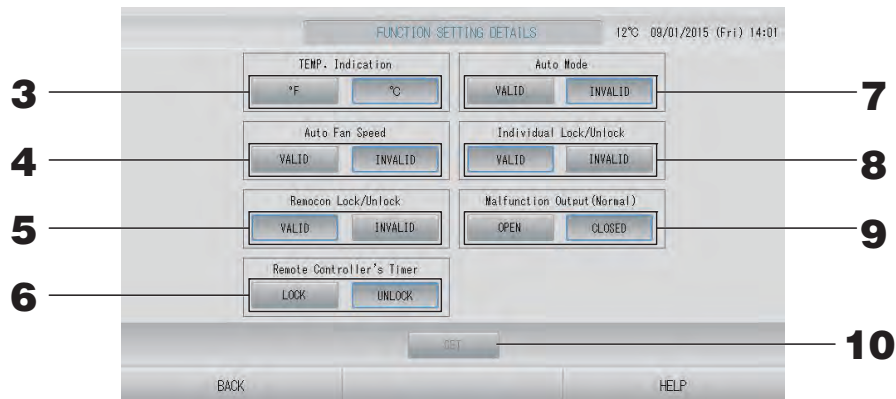 FUNCTION SETTING DETAILS
12°C 09/01/2015 (Fri) 14:01
TEMP. Indication
°F °C
Auto Mode
VALID INVALID
Auto Fan Speed
VALID INVALID
Individual Lock/Unlock
VALID INVALID
Remocon Lock/Unlock
VALID INVALID
Malfunction Output(Normal)
OPEN CLOSED
Remote Controller's Timer
LOCK UNLOCK
SET
BACK
HELP
3
4
5
6
7
8
9
10